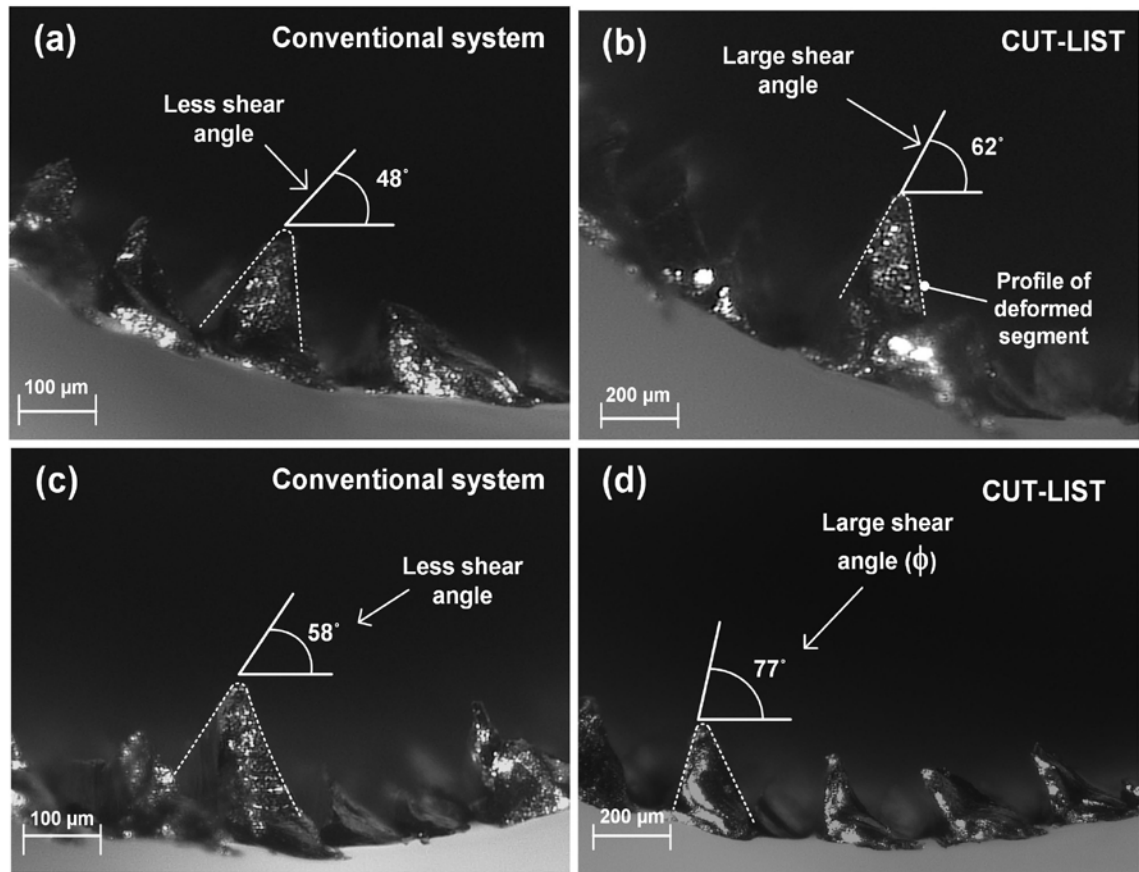 (a)
Conventional system
Less shear
angle
48°
100 µm
(b)
CUT-LIST
Large shear
angle
62°
Profile of
deformed
segment
200 µm
(c)
Conventional system
Less shear
angle
58°
100 µm
(d)
CUT-LIST
Large shear
angle (ϕ)
77°
200 µm